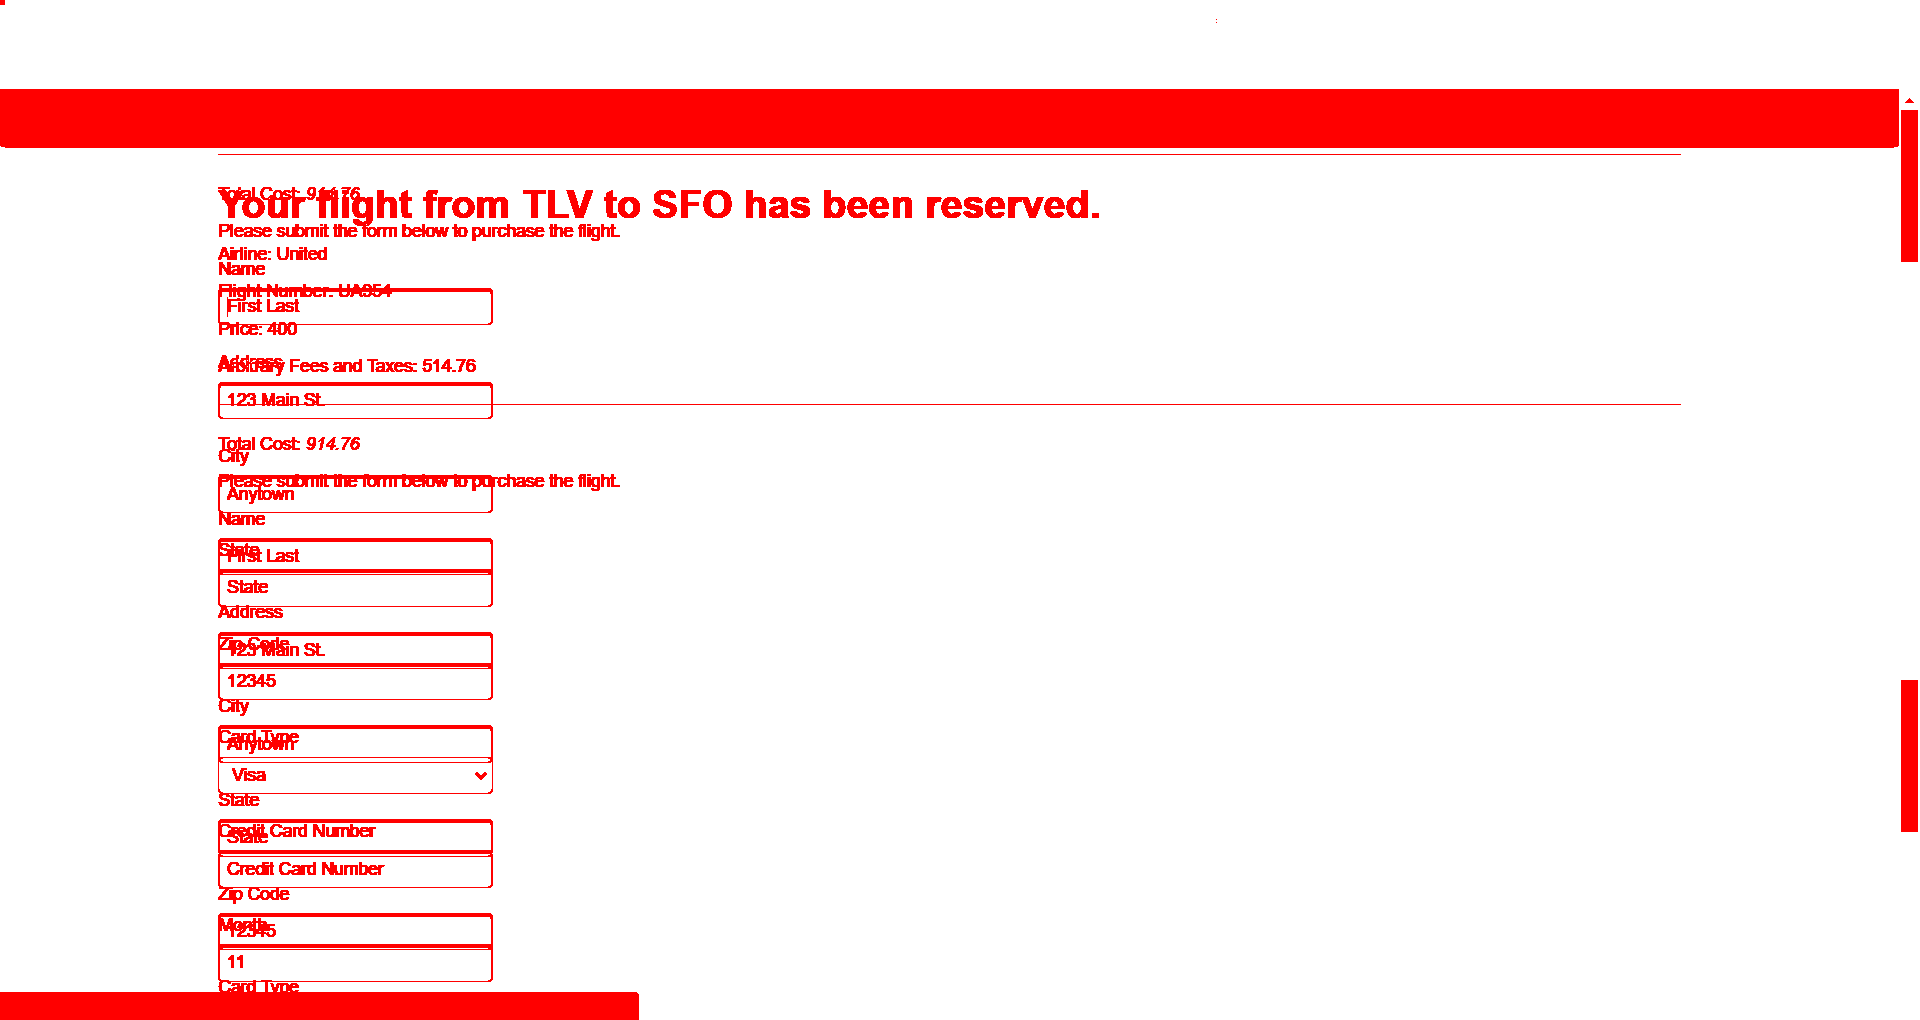 Total Cost: 914.76
Your flight from TLV to SFO has been reserved.
Please submit the form below to purchase the flight.
Airline: United
Name
Flight Number: UA954
First Last
Price: 400
Address
Arbitrary Fees and Taxes: 514.76
123 Main St.
Total Cost: 914.76
City
Please submit the form below to purchase the flight.
Anytown
Name
State
First Last
State
Address
Zip Code
123 Main St.
12345
City
Card Type
Anytown
Visa
State
Credit Card Number
State
Credit Card Number
Zip Code
Month
12345
11
Card Type